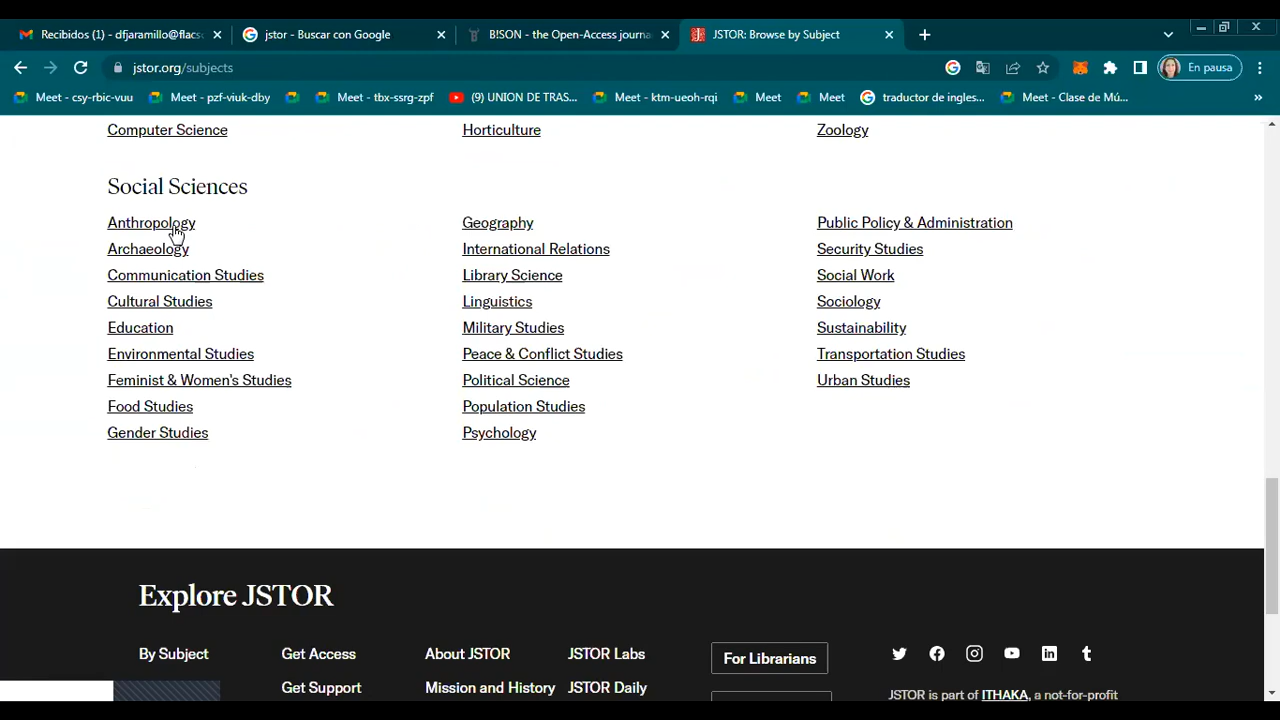 Recibidos (1) - dfjaramillo@flacs
jstor - Buscar con Google
B!SON - the Open-Access journa
JSTOR: Browse by Subject
jstor.org/subjects
En pausa
Meet - csy-rbic-vuu
Meet - pzf-viuk-dby
Meet - tbx-ssrg-zpf
(9) UNION DE TRAS...
Meet - ktm-ueoh-rqi
Meet
Meet
traductor de ingles...
Meet - Clase de Mú...
»
Computer Science
Horticulture
Zoology
Social Sciences
Anthropology
Geography
Public Policy & Administration
Archaeology
International Relations
Security Studies
Communication Studies
Library Science
Social Work
Cultural Studies
Linguistics
Sociology
Education
Military Studies
Sustainability
Environmental Studies
Peace & Conflict Studies
Transportation Studies
Feminist & Women's Studies
Political Science
Urban Studies
Food Studies
Population Studies
Gender Studies
Psychology
Explore JSTOR
By Subject
Get Access
About JSTOR
JSTOR Labs
For Librarians
Get Support
Mission and History
JSTOR Daily
JSTOR is part of ITHAKA, a not-for-profit